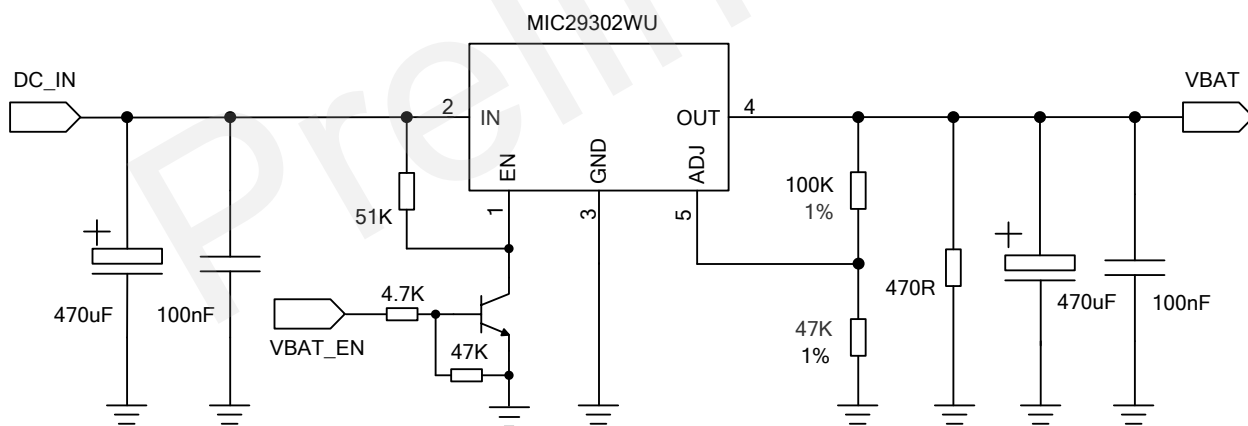 MIC29302WU
DC_IN
VBAT
2
IN
OUT
4
EN
GND
ADJ
1
3
5
51K
100K
1%
470uF
100nF
4.7K
VBAT_EN
47K
47K
1%
470R
470uF
100nF
+
+
Prelim